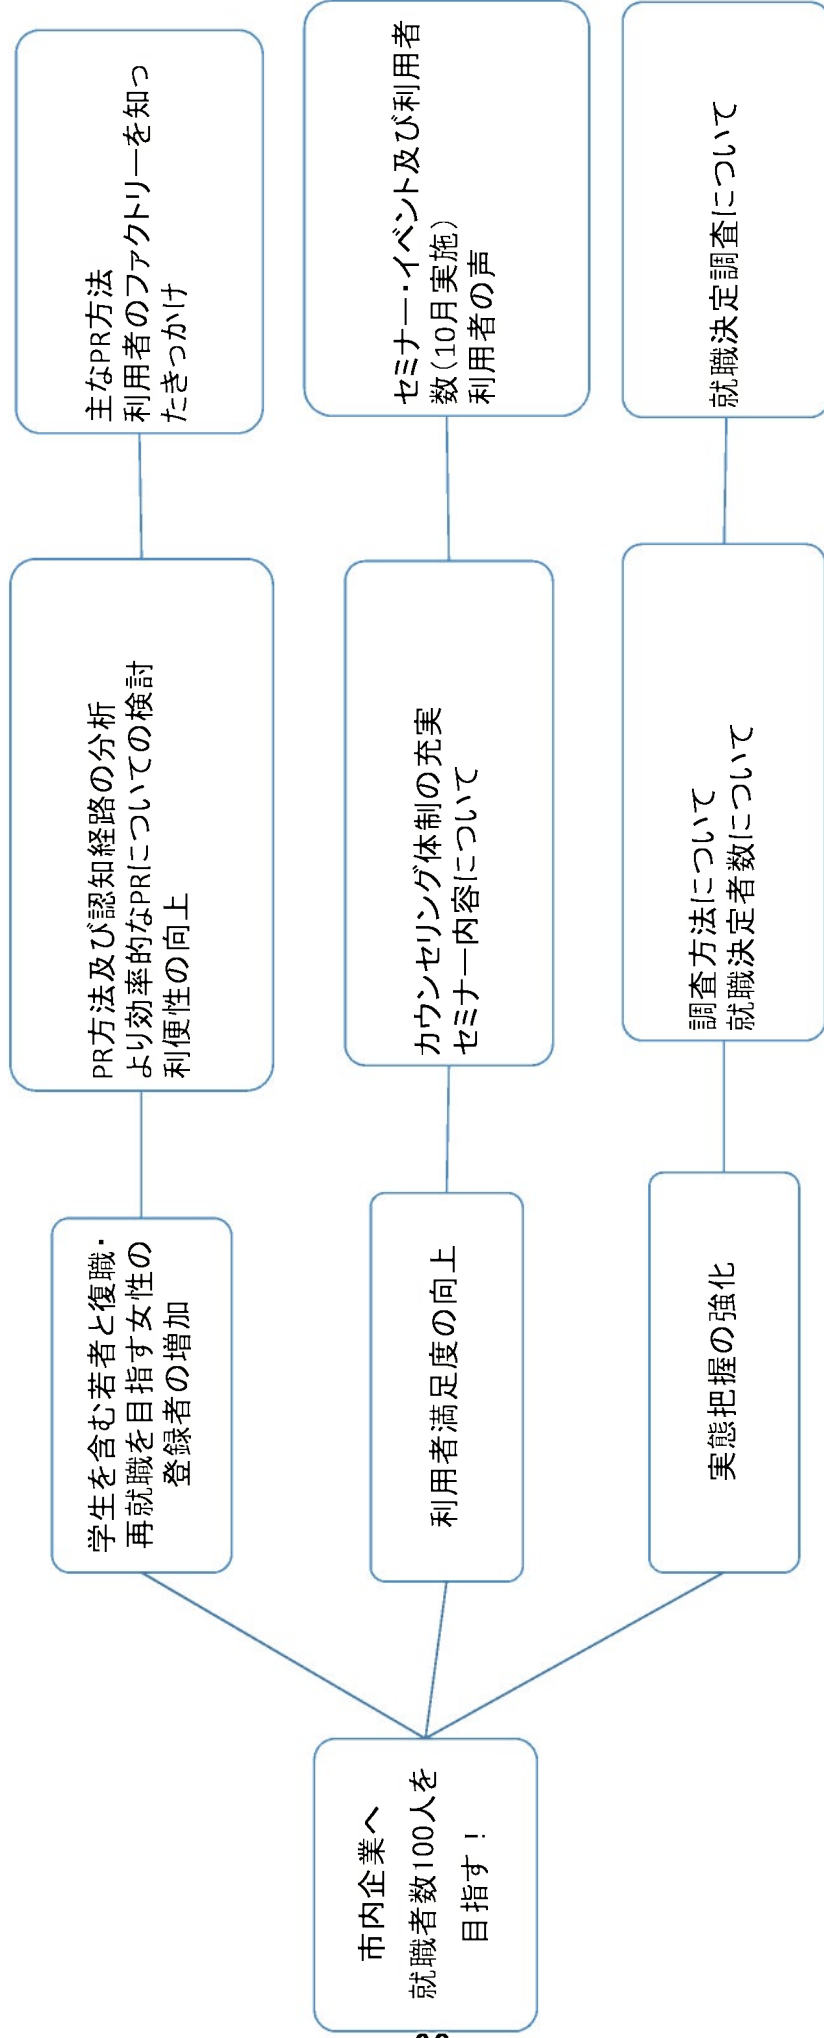 市内企業へ
就職者数100人を
目指す！
学生を含む若者と復職・
再就職を目指す女性の
登録者の増加
PR方法及び認知経路の分析
より効率的なPRについての検討
利便性の向上
主なPR方法
利用者のファクトリーを知っ
たきっかけ
利用者満足度の向上
カウンセリング体制の充実
セミナー内容について
セミナー・イベント及び利用者
数（10月実施）
利用者の声
実態把握の強化
調査方法について
就職決定者数について
就職決定調査について